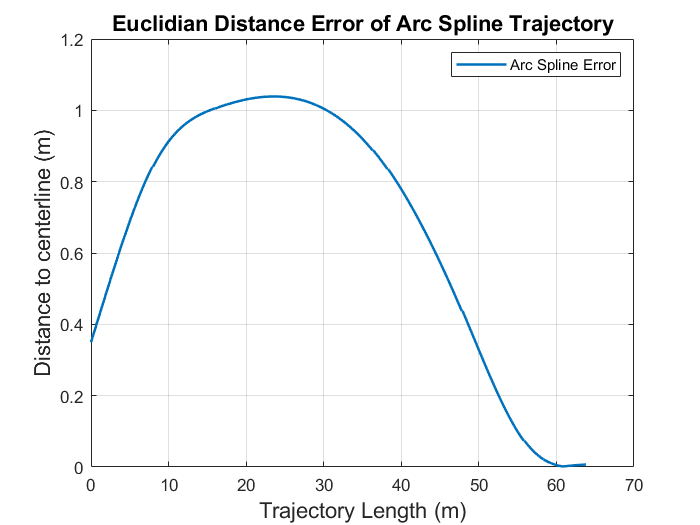 Euclidian Distance Error of Arc Spline Trajectory
Arc Spline Error
Distance to centerline (m)
1.2
1
0.8
0.6
0.4
0.2
0
0 10 20 30 40 50 60 70
Trajectory Length (m)